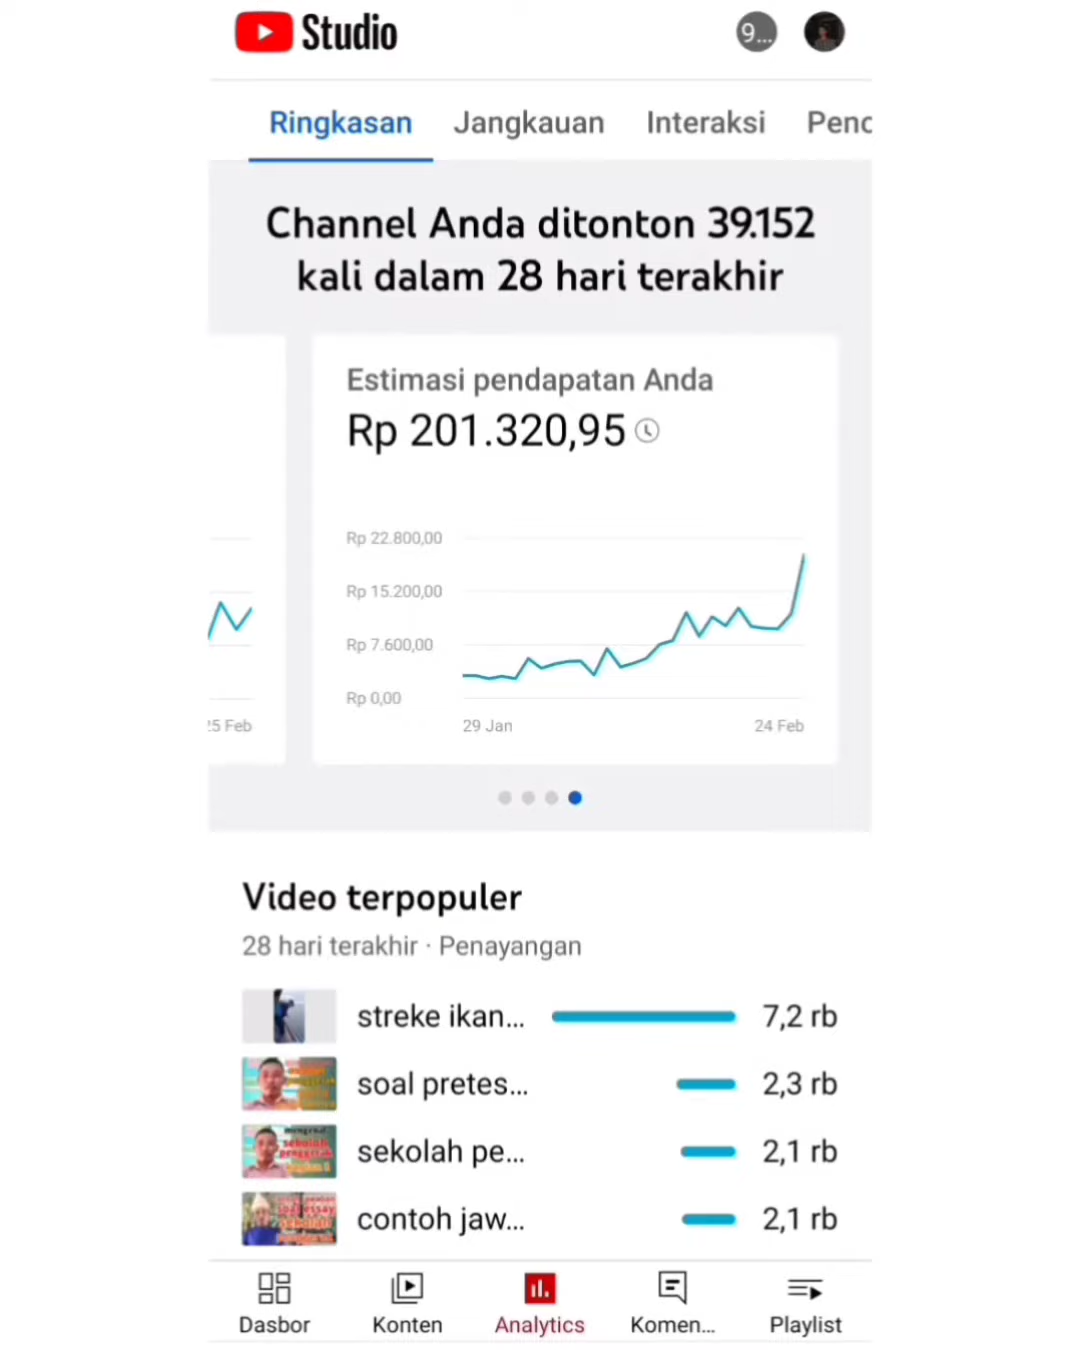 Studio
9...
Ringkasan Jangkauan Interaksi Penc
Channel Anda ditonton 39.152
kali dalam 28 hari terakhir
Estimasi pendapatan Anda
Rp 201.320,95
Rp 22.800,00
Rp 15.200,00
Rp 7.600,00
Rp 0,00
25 Feb
29 Jan
24 Feb
Video terpopuler
28 hari terakhir · Penayangan
streke ikan... 7,2 rb
soal pretes... 2,3 rb
sekolah pe... 2,1 rb
contoh jaw... 2,1 rb
Dasbor Konten Analytics Komen... Playlist